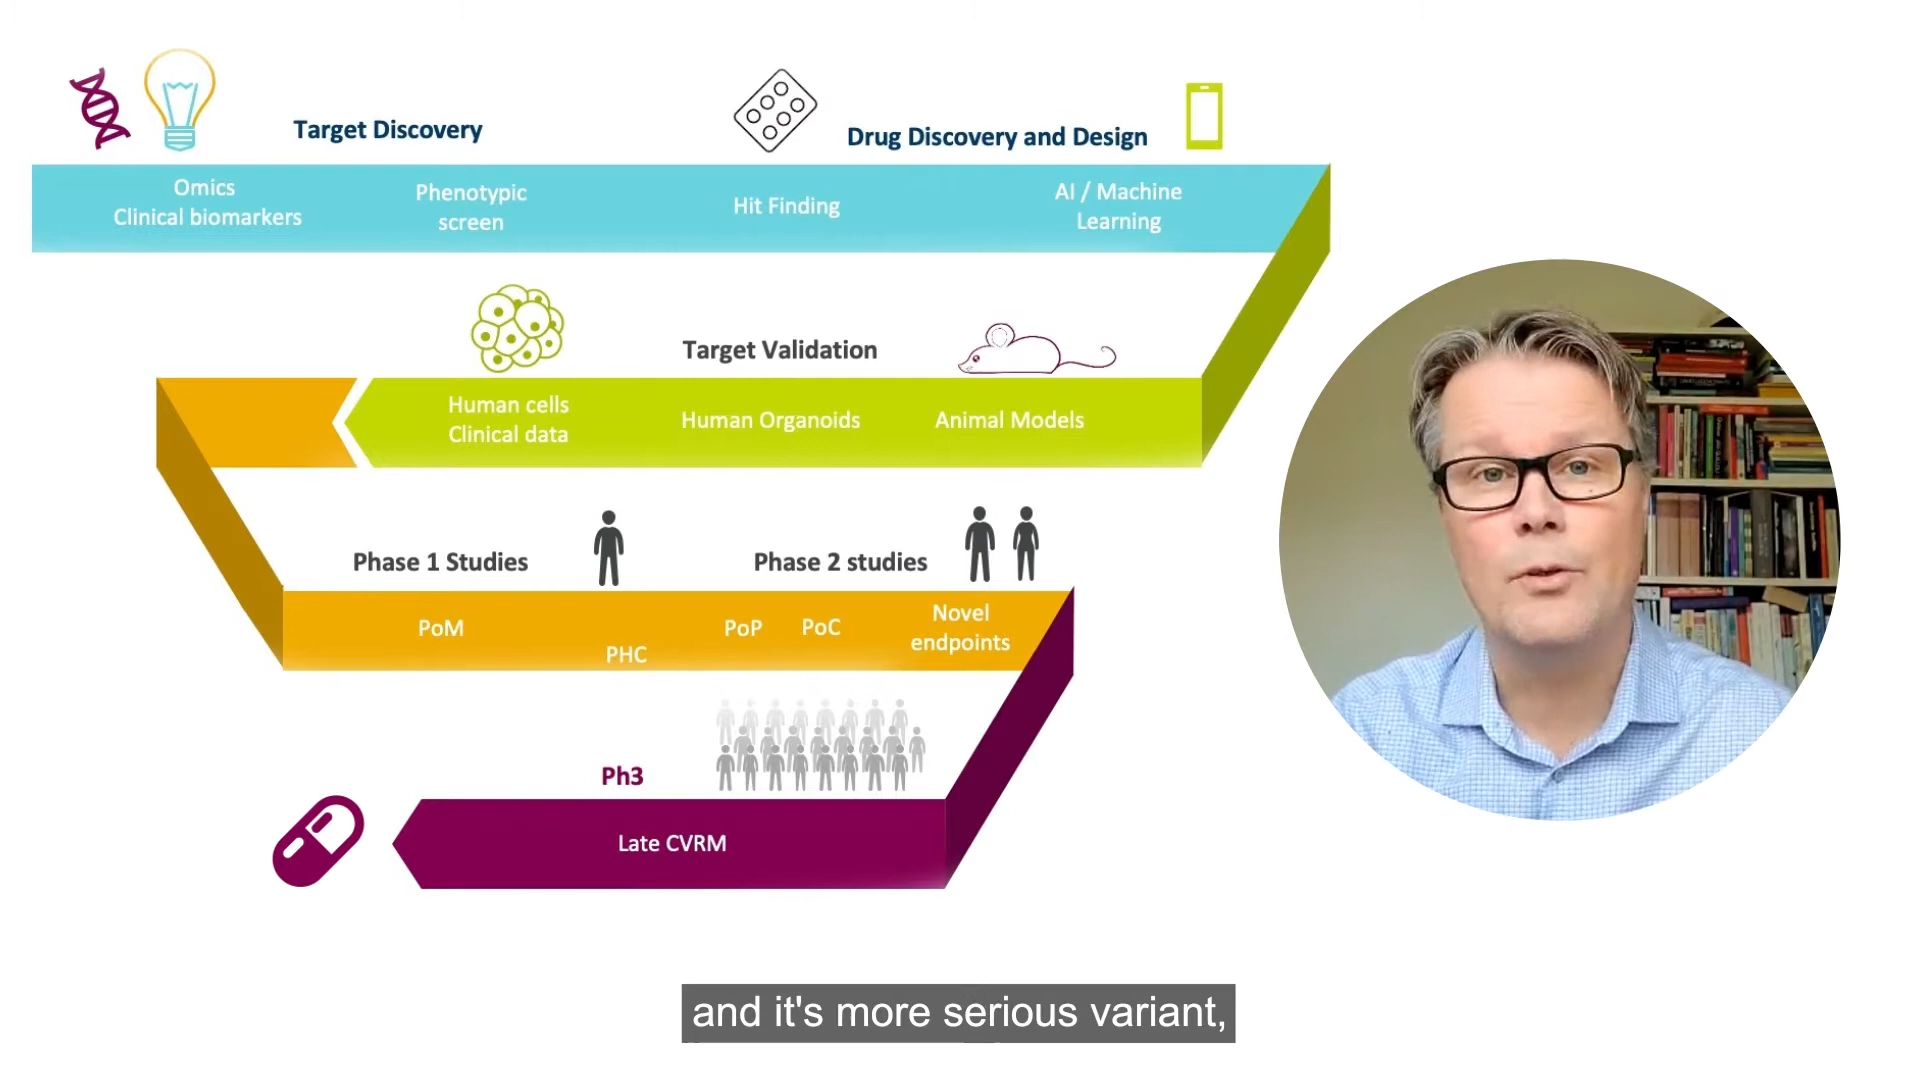 Target Discovery
Drug Discovery and Design
Omics
Clinical biomarkers
Phenotypic
screen
Hit Finding
AI / Machine
Learning
Target Validation
Human cells
Clinical data
Human Organoids
Animal Models
Phase 1 Studies
Phase 2 studies
PoM
PHC
PoP
PoC
Novel
endpoints
Ph3
Late CVRM
and it's more serious variant,